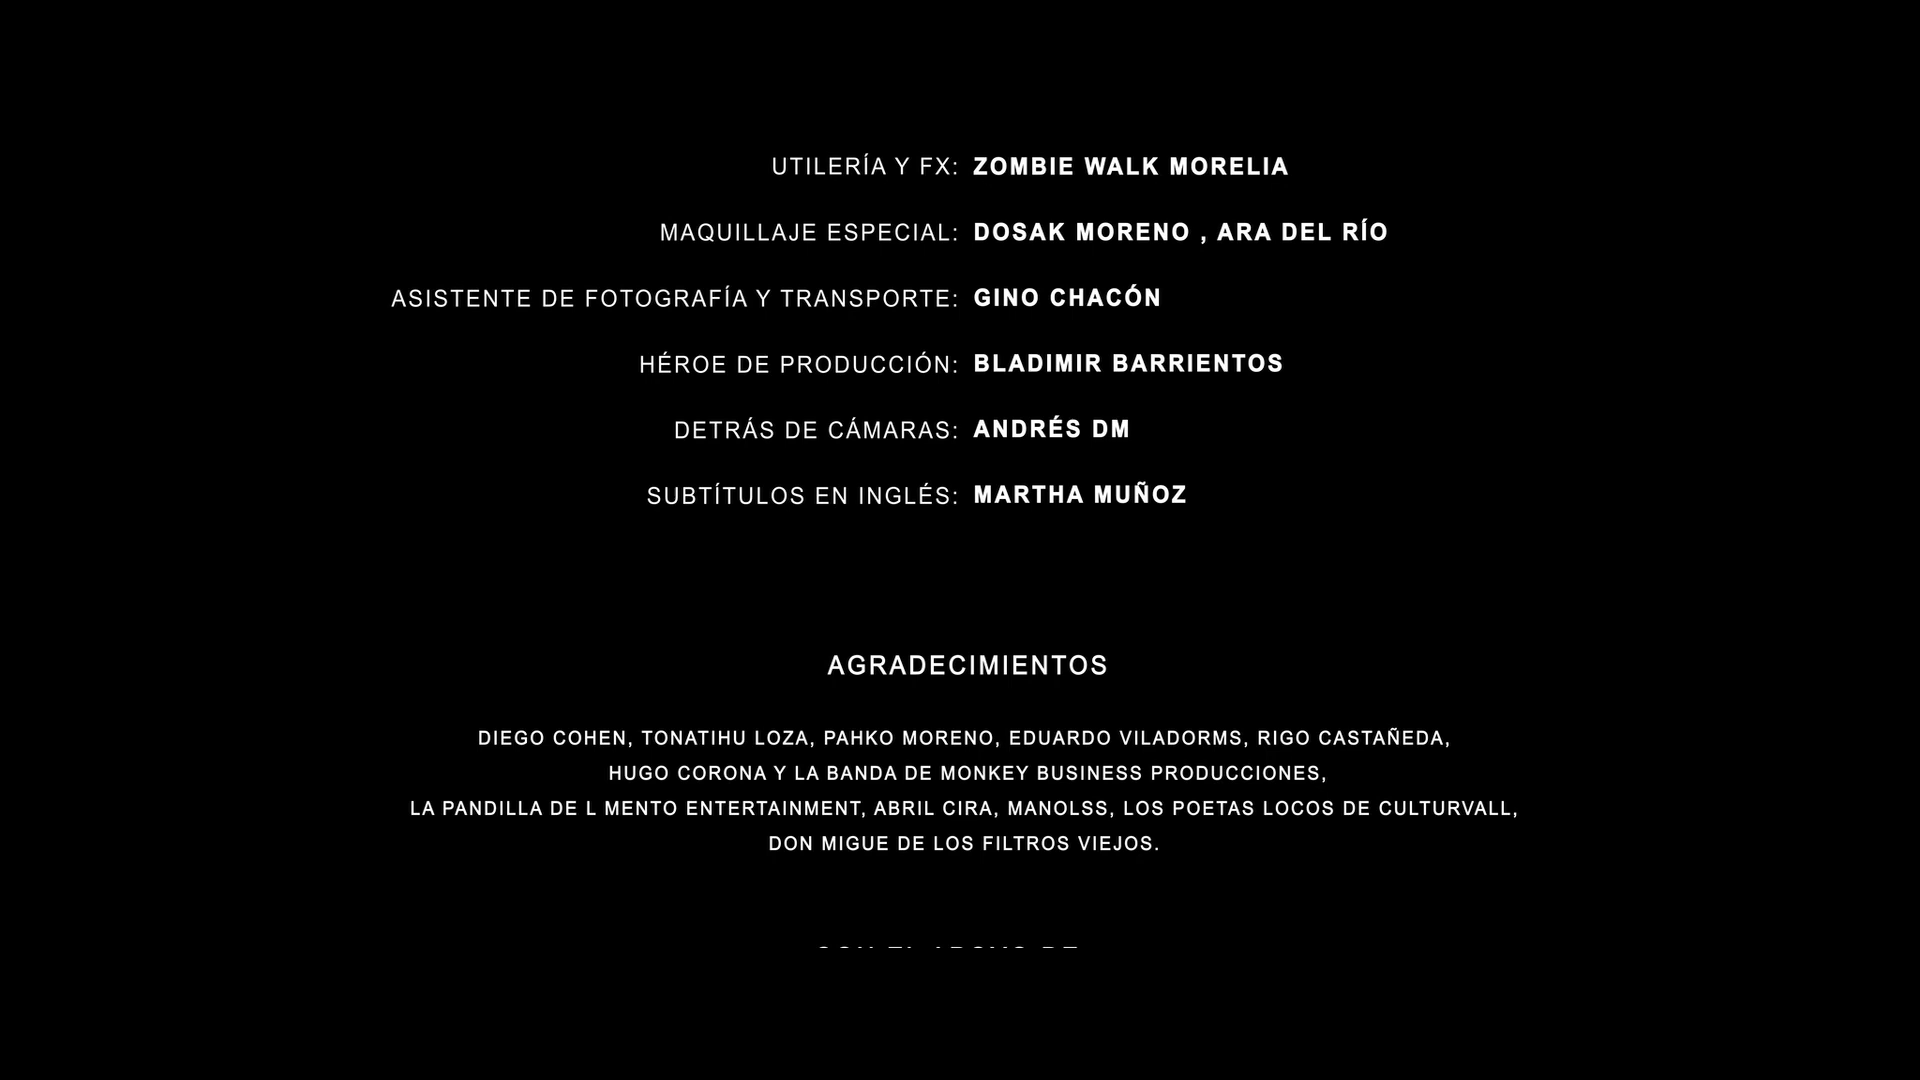 UTILERÍA Y FX: ZOMBIE WALK MORELIA
MAQUILLAJE ESPECIAL: DOSAK MORENO , ARA DEL RÍO
ASISTENTE DE FOTOGRAFÍA Y TRANSPORTE: GINO CHACÓN
HÉROE DE PRODUCCIÓN: BLADIMIR BARRIENTOS
DETRÁS DE CÁMARAS: ANDRÉS DM
SUBTÍTULOS EN INGLÉS: MARTHA MUÑOZ
AGRADECIMIENTOS
DIEGO COHEN, TONATIHU LOZA, PAHKO MORENO, EDUARDO VILADORMS, RIGO CASTAÑEDA,
HUGO CORONA Y LA BANDA DE MONKEY BUSINESS PRODUCCIONES,
LA PANDILLA DE L MENTO ENTERTAINMENT, ABRIL CIRA, MANOLSS, LOS POETAS LOCOS DE CULTURVALL,
DON MIGUE DE LOS FILTROS VIEJOS.